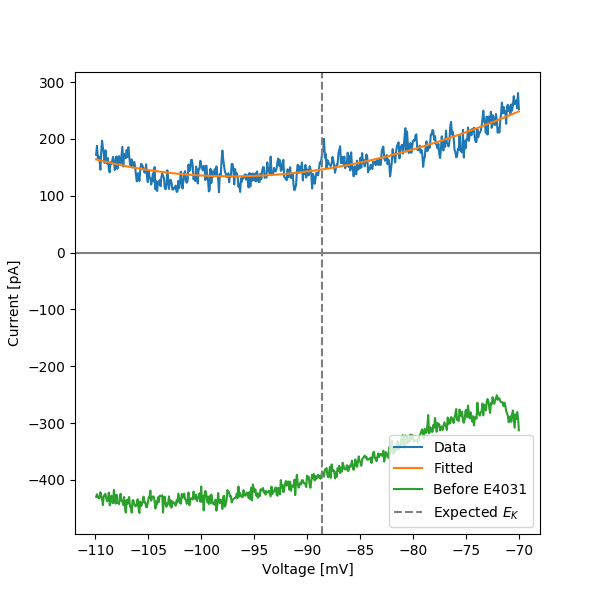 300
200
100
0
−100
−200
−300
−400
Current [pA]
−110 −105 −100 −95 −90 −85 −80 −75 −70
Voltage [mV]
Data
Fitted
Before E4031
Expected E_K